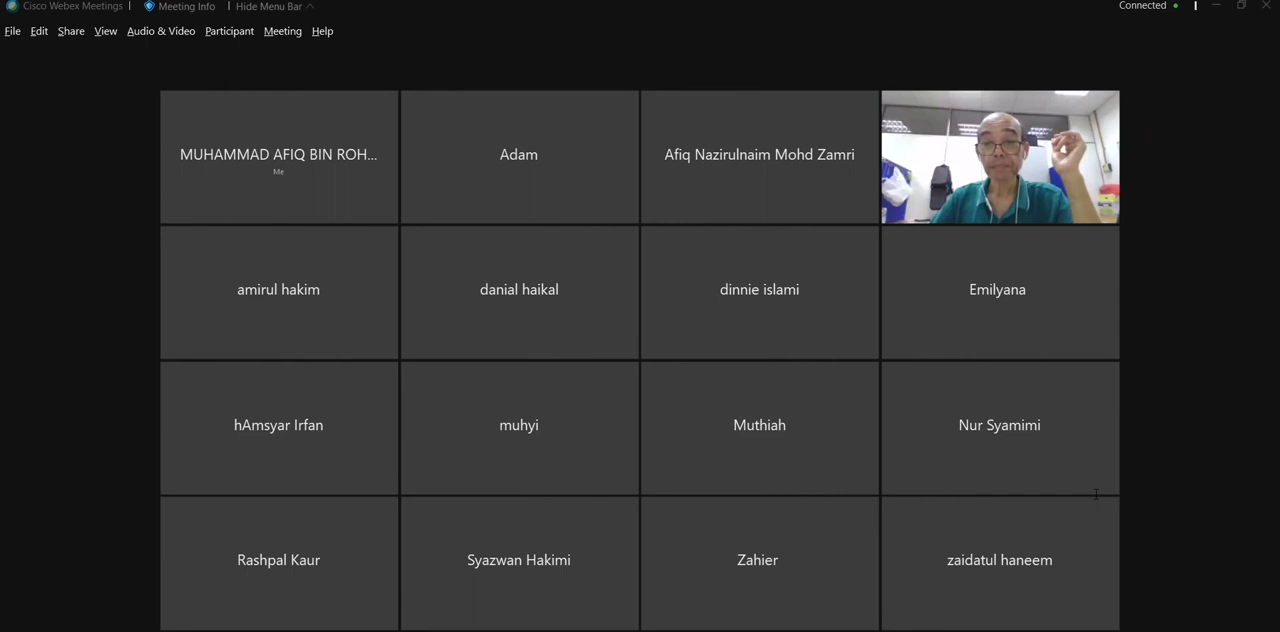 Cisco Webex Meetings | Meeting Info | Hide Menu Bar
Connected
File Edit Share View Audio & Video Participant Meeting Help
MUHAMMAD AFIQ BIN ROH...
Me
Adam
Afiq Nazirulnaim Mohd Zamri
amirul hakim
danial haikal
dinnie islami
Emilyana
hAmsyar Irfan
muhyi
Muthiah
Nur Syamimi
Rashpal Kaur
Syazwan Hakimi
Zahier
zaidatul haneem